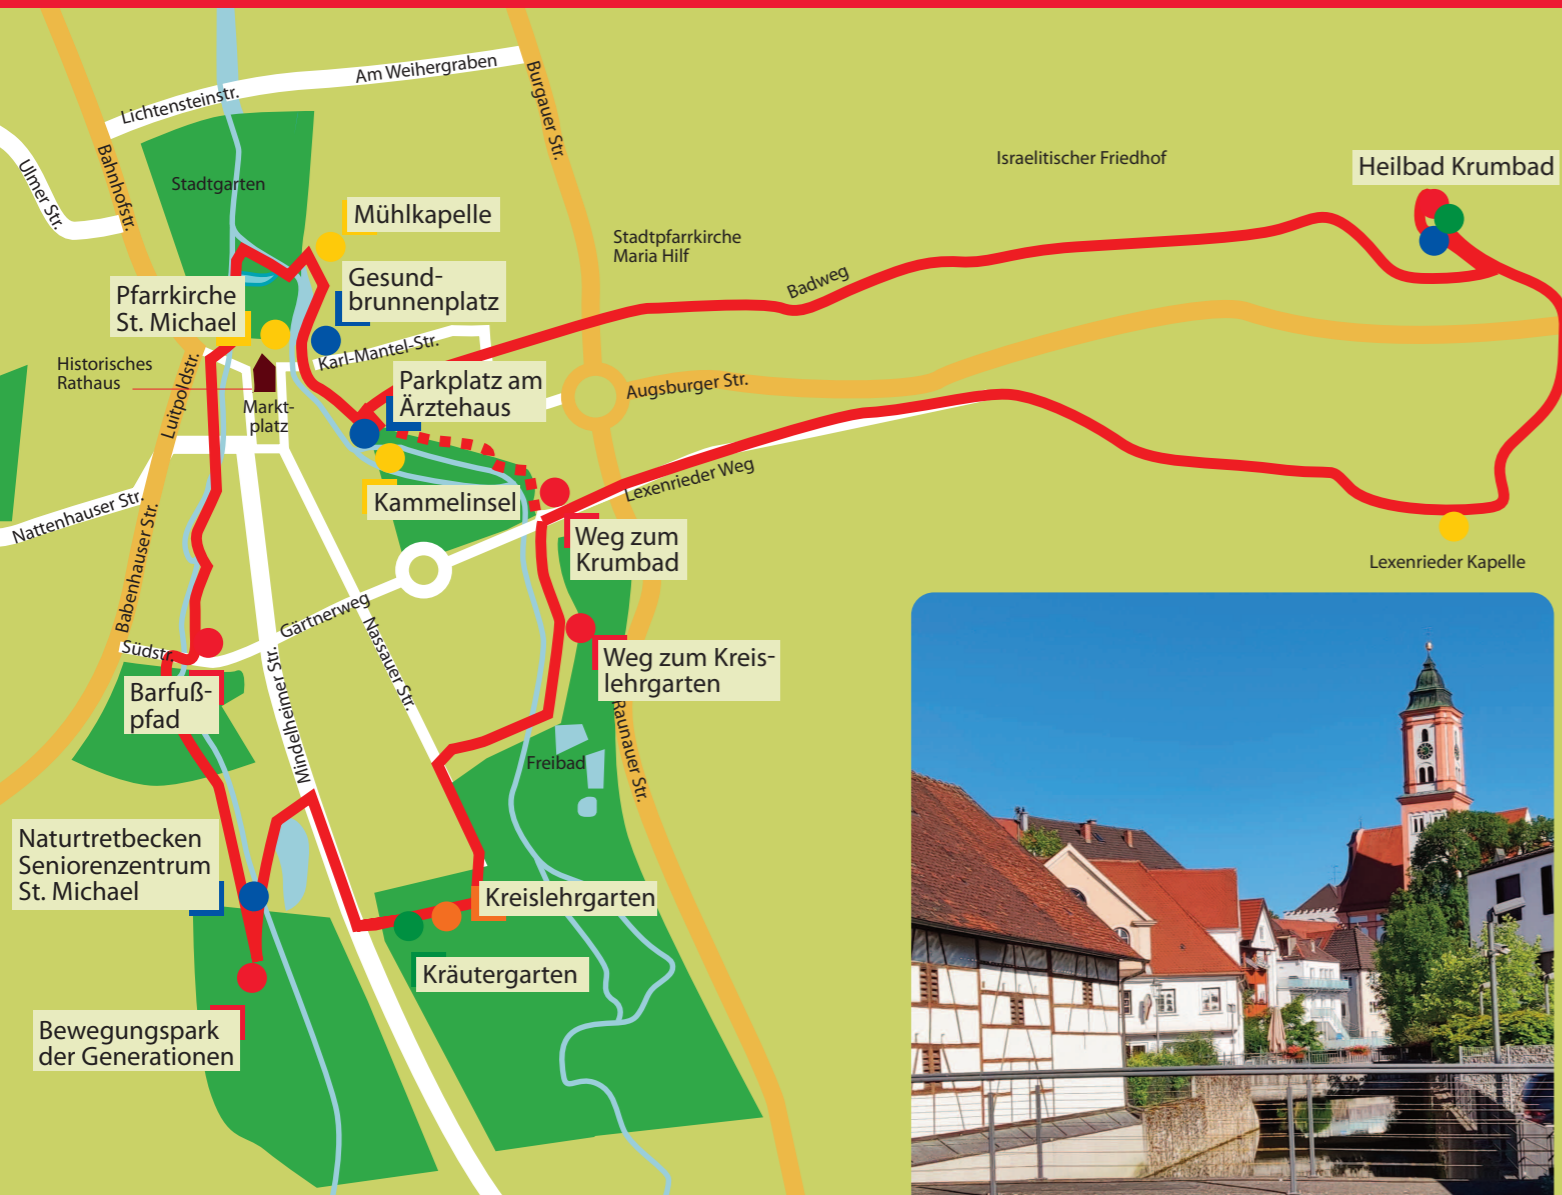 Am Weihergraben
Lichtensteinstr.
Burgauer Str.
Bahnhofstr.
Ulmer Str.
Stadtgarten
Israelitischer Friedhof
Heilbad Krumbad
Mühlkapelle
Stadtpfarrkirche
Maria Hilf
Gesund-
brunnenplatz
Badweg
Pfarrkirche
St. Michael
Karl-Mantel-Str.
Historisches
Rathaus
Luitpoldstr.
Markt-
platz
Parkplatz am
Ärztehaus
Augsburger Str.
Lexenrieder Weg
Kammelinsel
Nattenhauser Str.
Babenhauser Str.
Weg zum
Krumbad
Lexenrieder Kapelle
Gärtnerweg
Südstr.
Mindelheimer Str.
Nassauer Str.
Weg zum Kreis-
lehrgarten
Barfuß-
pfad
Raunauer Str.
Freibad
Naturtretbecken
Seniorenzentrum
St. Michael
Kreislehrgarten
Kräutergarten
Bewegungspark
der Generationen